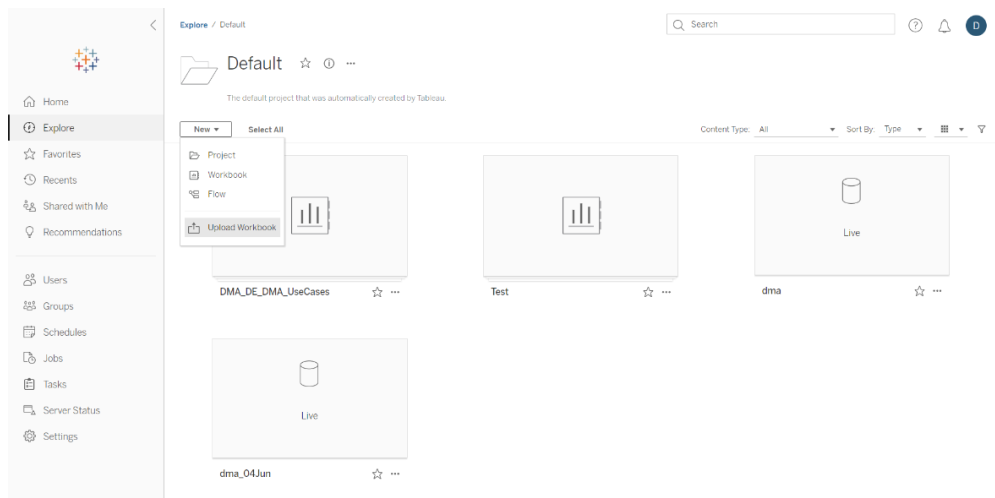 Explore / Default
Search
D
Default
The default project that was automatically created by Tableau.
Home
Explore
Favorites
Recents
Shared with Me
Recommendations
Users
Groups
Schedules
Jobs
Tasks
Server Status
Settings
New
Select All
Content Type: All
Sort By: Type
Project
Workbook
Flow
Upload Workbook
DMA_DE_DMA_UseCases
Test
Live
dma
Live
dma_04Jun